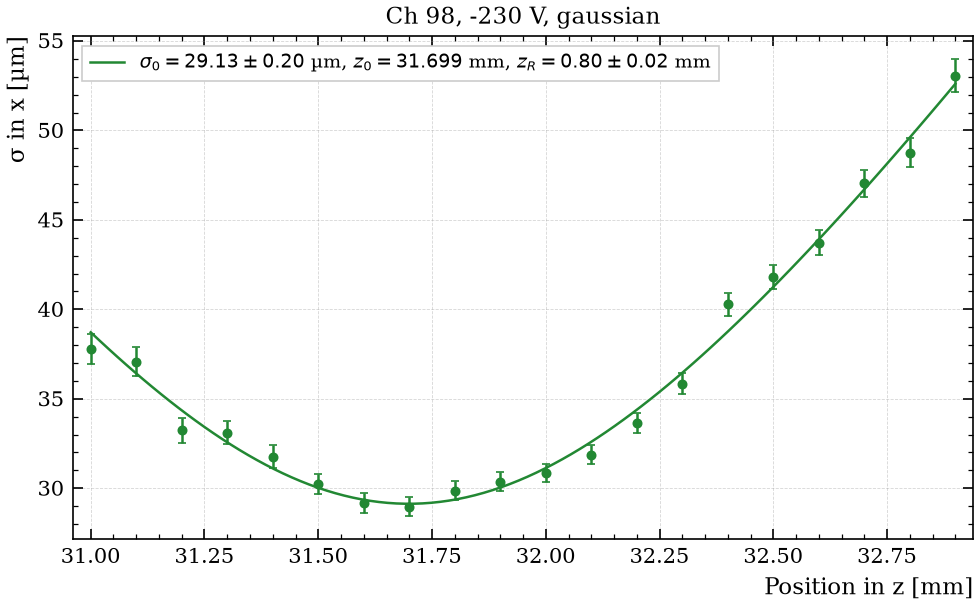 Ch 98, -230 V, gaussian
σ₀ = 29.13 ± 0.20 µm, z₀ = 31.699 mm, z_R = 0.80 ± 0.02 mm
σ in x [µm]
55
50
45
40
35
30
31.00 31.25 31.50 31.75 32.00 32.25 32.50 32.75
Position in z [mm]